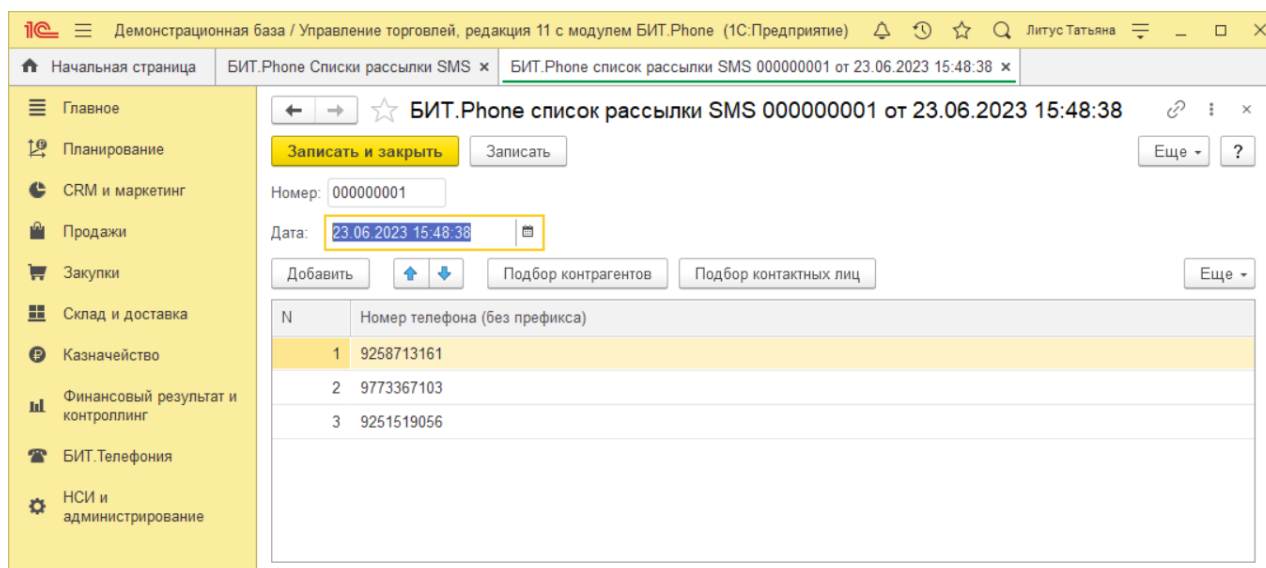 1С Демонстрационная база / Управление торговлей, редакция 11 с модулем БИТ.Phone (1С:Предприятие) Литус Татьяна
Начальная страница БИТ.Phone Списки рассылки SMS × БИТ.Phone список рассылки SMS 000000001 от 23.06.2023 15:48:38 ×
Главное
Планирование
CRM и маркетинг
Продажи
Закупки
Склад и доставка
Казначейство
Финансовый результат и
контроллинг
БИТ.Телефония
НСИ и
администрирование
БИТ.Phone список рассылки SMS 000000001 от 23.06.2023 15:48:38
Записать и закрыть Записать Еще ?
Номер: 000000001
Дата: 23.06.2023 15:48:38
Добавить Подбор контрагентов Подбор контактных лиц Еще
N Номер телефона (без префикса)
1 9258713161
2 9773367103
3 9251519056